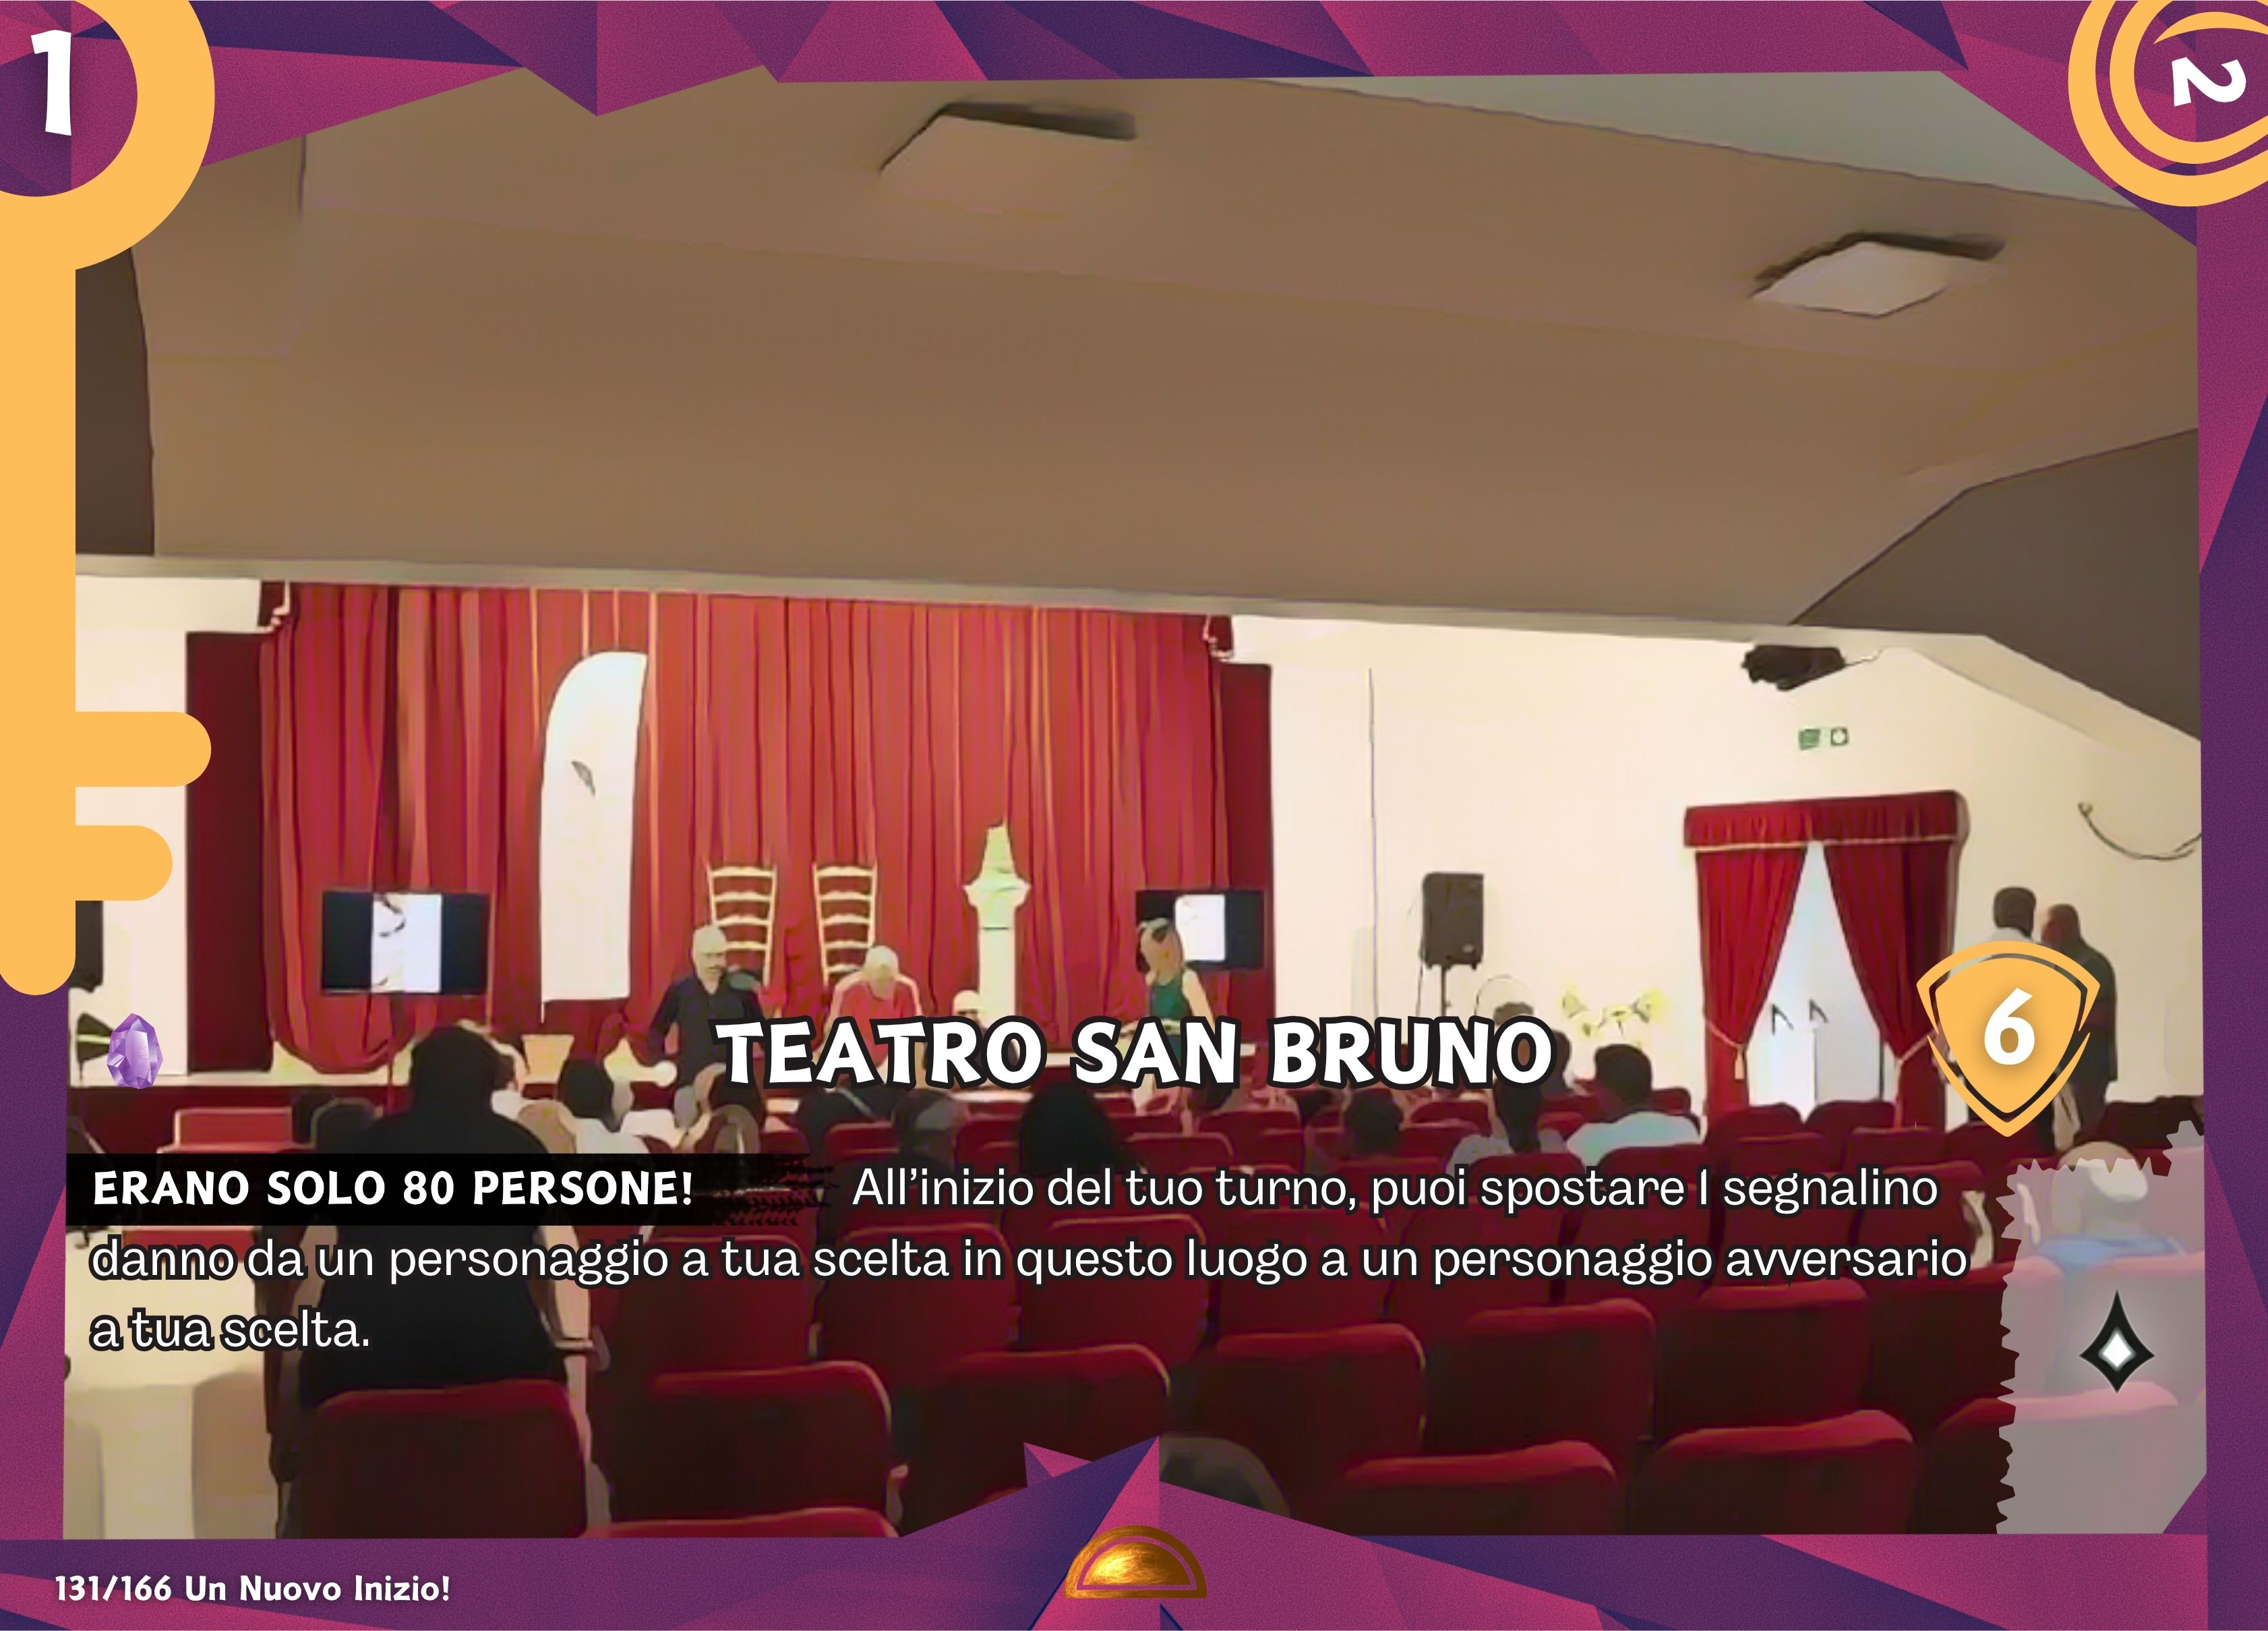 1
2
TEATRO SAN BRUNO
6
ERANO SOLO 80 PERSONE! All'inizio del tuo turno, puoi spostare 1 segnalino
danno da un personaggio a tua scelta in questo luogo a un personaggio avversario
a tua scelta.
131/166 Un Nuovo Inizio!